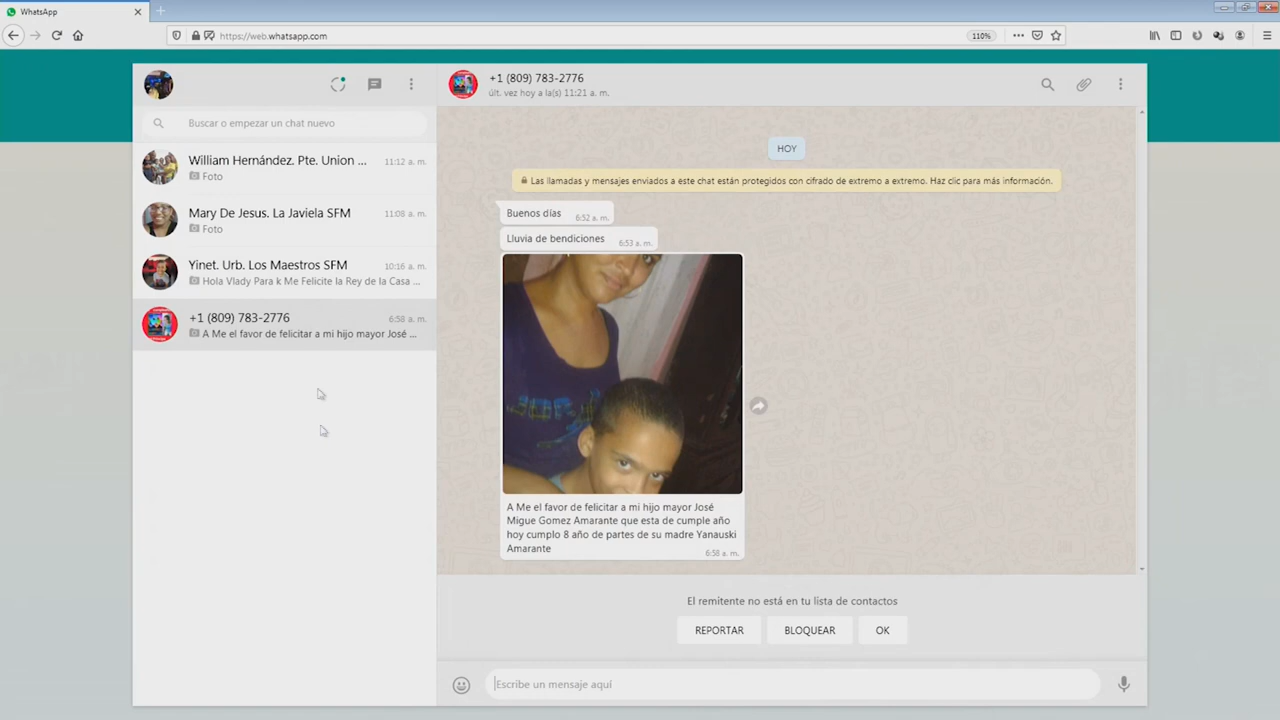 WhatsApp
https://web.whatsapp.com
110%
Buscar o empezar un chat nuevo
William Hernández. Pte. Union ...
11:12 a. m.
Foto
Mary De Jesus. La Javiela SFM
11:08 a. m.
Foto
Yinet. Urb. Los Maestros SFM
10:16 a. m.
Hola Vlady Para k Me Felicite la Rey de la Casa ...
+1 (809) 783-2776
6:58 a. m.
A Me el favor de felicitar a mi hijo mayor José ...
+1 (809) 783-2776
últ. vez hoy a la(s) 11:21 a. m.
HOY
Las llamadas y mensajes enviados a este chat están protegidos con cifrado de extremo a extremo. Haz clic para más información.
Buenos días
6:52 a. m.
Lluvia de bendiciones
6:53 a. m.
A Me el favor de felicitar a mi hijo mayor José
Migue Gomez Amarante que esta de cumple año
hoy cumplo 8 año de partes de su madre Yanauski
Amarante
6:58 a. m.
El remitente no está en tu lista de contactos
REPORTAR
BLOQUEAR
OK
Escribe un mensaje aquí